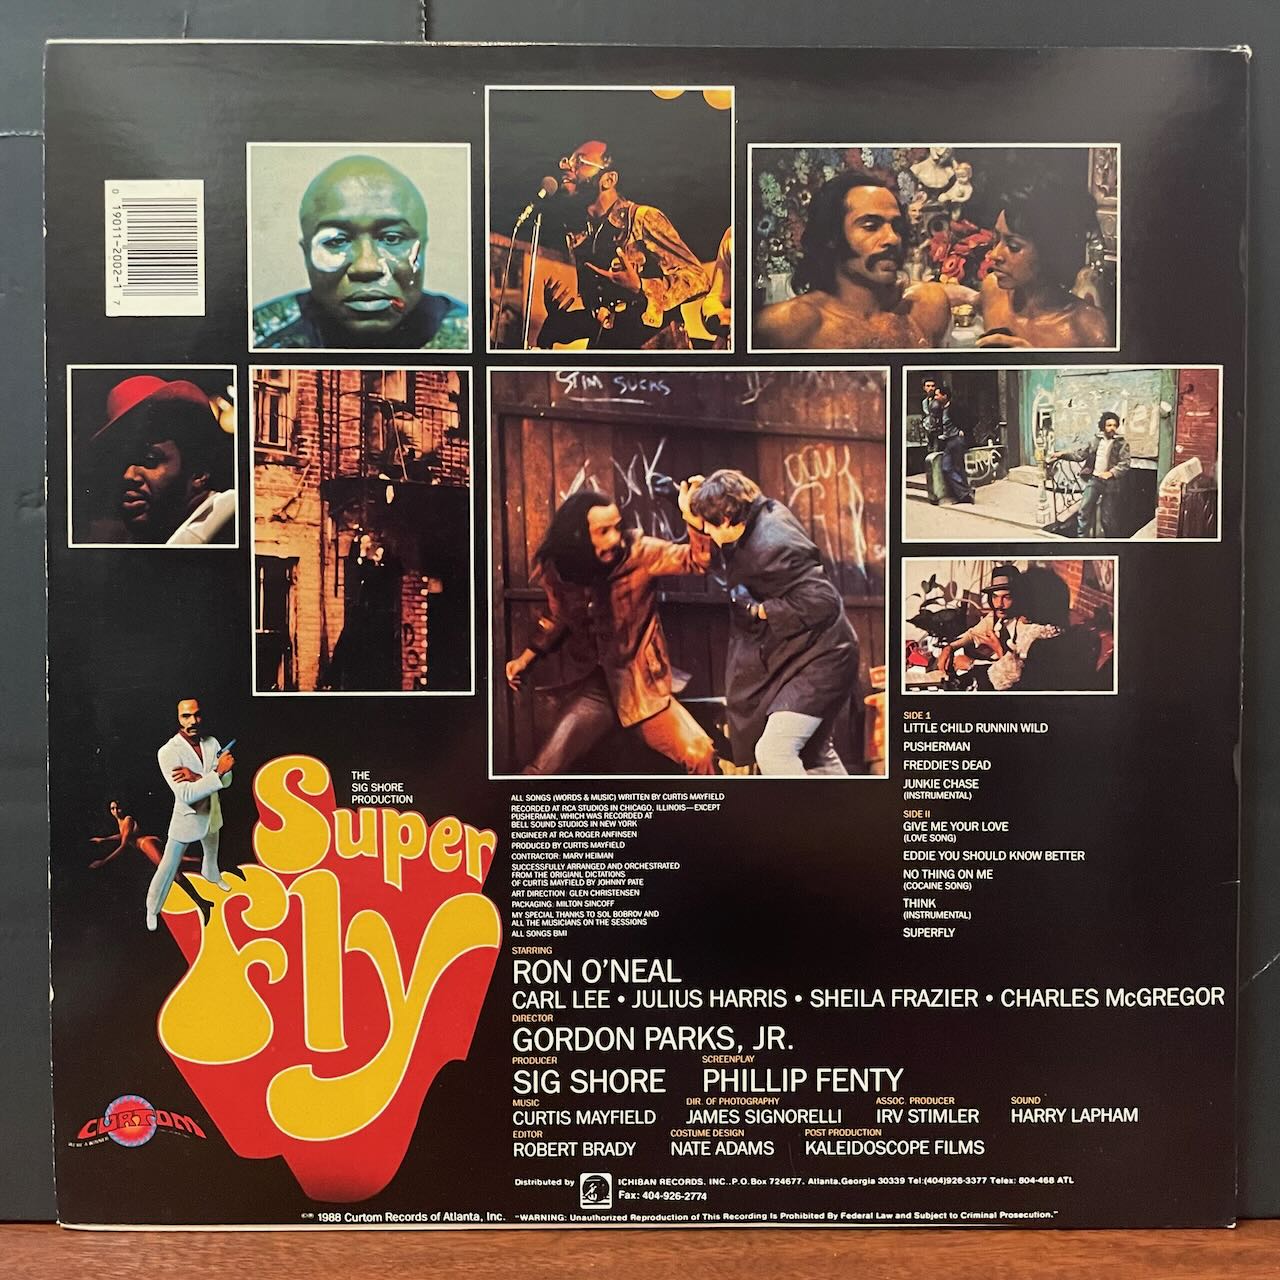 0 19011-2002-1 7
STIM SUCKS
THE
SIG SHORE
PRODUCTION
Super
Fly
CURTOM
SIDE 1
LITTLE CHILD RUNNIN WILD
PUSHERMAN
FREDDIE'S DEAD
JUNKIE CHASE
(INSTRUMENTAL)
SIDE II
GIVE ME YOUR LOVE
(LOVE SONG)
EDDIE YOU SHOULD KNOW BETTER
NO THING ON ME
(COCAINE SONG)
THINK
(INSTRUMENTAL)
SUPERFLY
ALL SONGS (WORDS & MUSIC) WRITTEN BY CURTIS MAYFIELD
RECORDED AT RCA STUDIOS IN CHICAGO, ILLINOIS—EXCEPT
PUSHERMAN, WHICH WAS RECORDED AT
BELL SOUND STUDIOS IN NEW YORK
ENGINEER AT RCA ROGER ANFINSEN
PRODUCED BY CURTIS MAYFIELD
CONTRACTOR: MARV HEIMAN
SUCCESSFULLY ARRANGED AND ORCHESTRATED
FROM THE ORIGIANL DICTATIONS
OF CURTIS MAYFIELD BY JOHNNY PATE
ART DIRECTION: GLEN CHRISTENSEN
PACKAGING: MILTON SINCOFF
MY SPECIAL THANKS TO SOL BOBROV AND
ALL THE MUSICIANS ON THE SESSIONS
ALL SONGS BMI
STARRING
RON O'NEAL
CARL LEE • JULIUS HARRIS • SHEILA FRAZIER • CHARLES McGREGOR
DIRECTOR
GORDON PARKS, JR.
PRODUCER SCREENPLAY
SIG SHORE PHILLIP FENTY
MUSIC DIR. OF PHOTOGRAPHY ASSOC. PRODUCER SOUND
CURTIS MAYFIELD JAMES SIGNORELLI IRV STIMLER HARRY LAPHAM
EDITOR COSTUME DESIGN POST PRODUCTION
ROBERT BRADY NATE ADAMS KALEIDOSCOPE FILMS
Distributed by ICHIBAN RECORDS, INC..P.O.Box 724677. Atlanta,Georgia 30339 Tel:(404)926-3377 Telex: 804-468 ATL
Fax: 404-926-2774
©℗ 1988 Curtom Records of Atlanta, Inc. "WARNING: Unauthorized Reproduction of This Recording Is Prohibited By Federal Law and Subject to Criminal Prosecution."